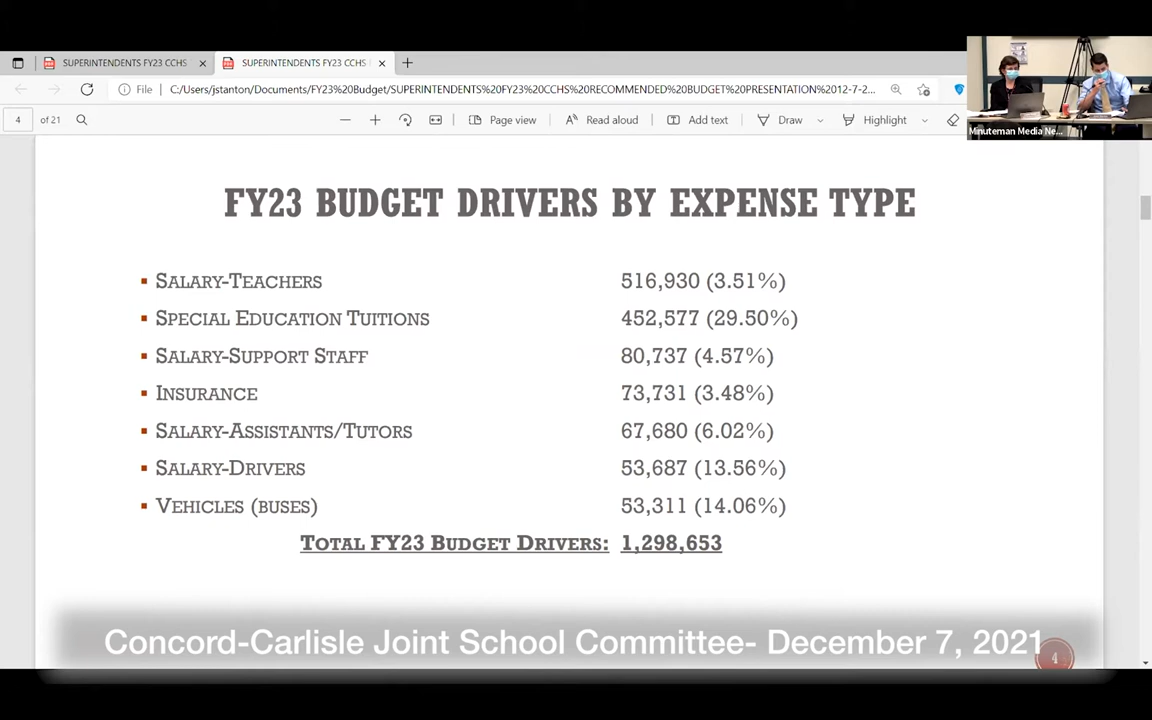 SUPERINTENDENTS FY23 CCHS
SUPERINTENDENTS FY23 CCHS
File
C:/Users/jstanton/Documents/FY23%20Budget/SUPERINTENDENTS%20FY23%20CCHS%20RECOMMENDED%20BUDGET%20PRESENTATION%2012-7-2...
4 of 21
Page view
Read aloud
Add text
Draw
Highlight
Minuteman Media Ne...
FY23 BUDGET DRIVERS BY EXPENSE TYPE
▪ SALARY-TEACHERS 516,930 (3.51%)
▪ SPECIAL EDUCATION TUITIONS 452,577 (29.50%)
▪ SALARY-SUPPORT STAFF 80,737 (4.57%)
▪ INSURANCE 73,731 (3.48%)
▪ SALARY-ASSISTANTS/TUTORS 67,680 (6.02%)
▪ SALARY-DRIVERS 53,687 (13.56%)
▪ VEHICLES (BUSES) 53,311 (14.06%)
TOTAL FY23 BUDGET DRIVERS: 1,298,653
Concord-Carlisle Joint School Committee- December 7, 2021
4